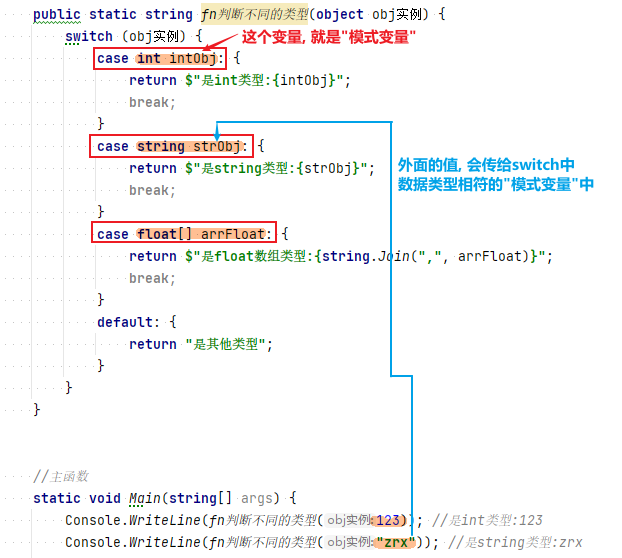 public static string fn判断不同的类型(object obj实例) {
switch (obj实例) {
这个变量, 就是"模式变量"
case int intObj: {
return $"是int类型:{intObj}";
break;
}
case string strObj: {
return $"是string类型:{strObj}";
break;
}
外面的值, 会传给switch中
数据类型相符的"模式变量"中
case float[] arrFloat: {
return $"是float数组类型:{string.Join(",", arrFloat)}";
break;
}
default: {
return "是其他类型";
}
}
}
//主函数
static void Main(string[] args) {
Console.WriteLine(fn判断不同的类型( obj实例:123)); //是int类型:123
Console.WriteLine(fn判断不同的类型( obj实例:"zrx")); //是string类型:zrx